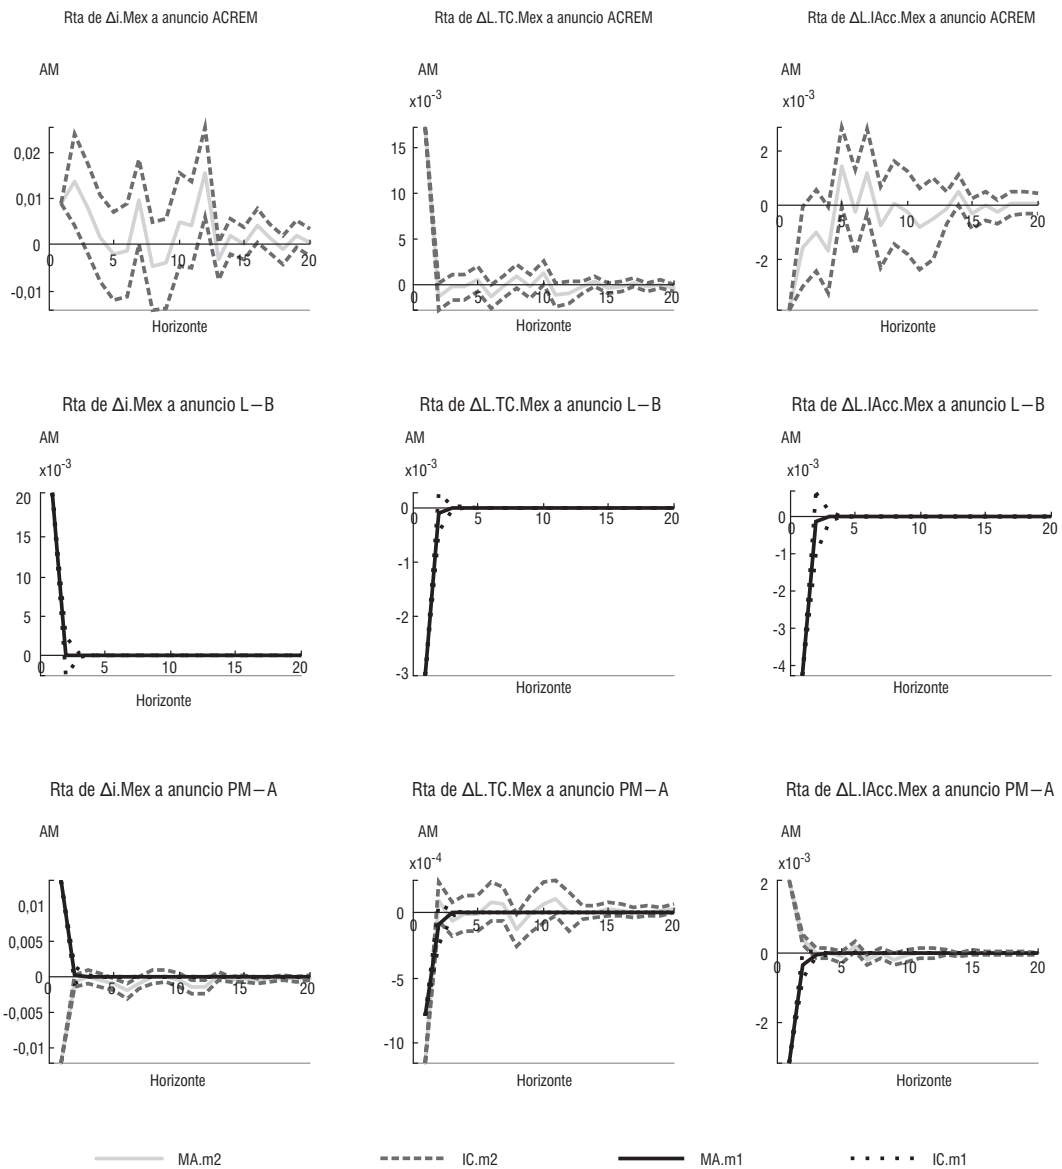 Rta de Δi.Mex a anuncio ACREM
Rta de ΔL.TC.Mex a anuncio ACREM
Rta de ΔL.IAcc.Mex a anuncio ACREM
AM
0,02
0,01
0
-0,01
5
10
15
20
Horizonte
AM
x10-3
15
10
5
0
0
5
10
15
20
Horizonte
AM
x10-3
2
0
-2
0
5
10
15
20
Horizonte
Rta de Δi.Mex a anuncio L−B
Rta de ΔL.TC.Mex a anuncio L−B
Rta de ΔL.IAcc.Mex a anuncio L−B
AM
x10-3
20
15
10
5
0
0
5
10
15
20
Horizonte
AM
x10-3
0
-1
-2
-3
0
5
10
15
20
Horizonte
AM
x10-3
0
-1
-2
-3
-4
0
5
10
15
20
Horizonte
Rta de Δi.Mex a anuncio PM−A
Rta de ΔL.TC.Mex a anuncio PM−A
Rta de ΔL.IAcc.Mex a anuncio PM−A
AM
0,01
0,005
0
-0,005
-0,01
0
5
10
15
20
Horizonte
AM
x10-4
0
-5
-10
0
5
10
15
20
Horizonte
AM
x10-3
2
0
-2
0
5
10
15
20
Horizonte
MA.m2
IC.m2
MA.m1
IC.m1